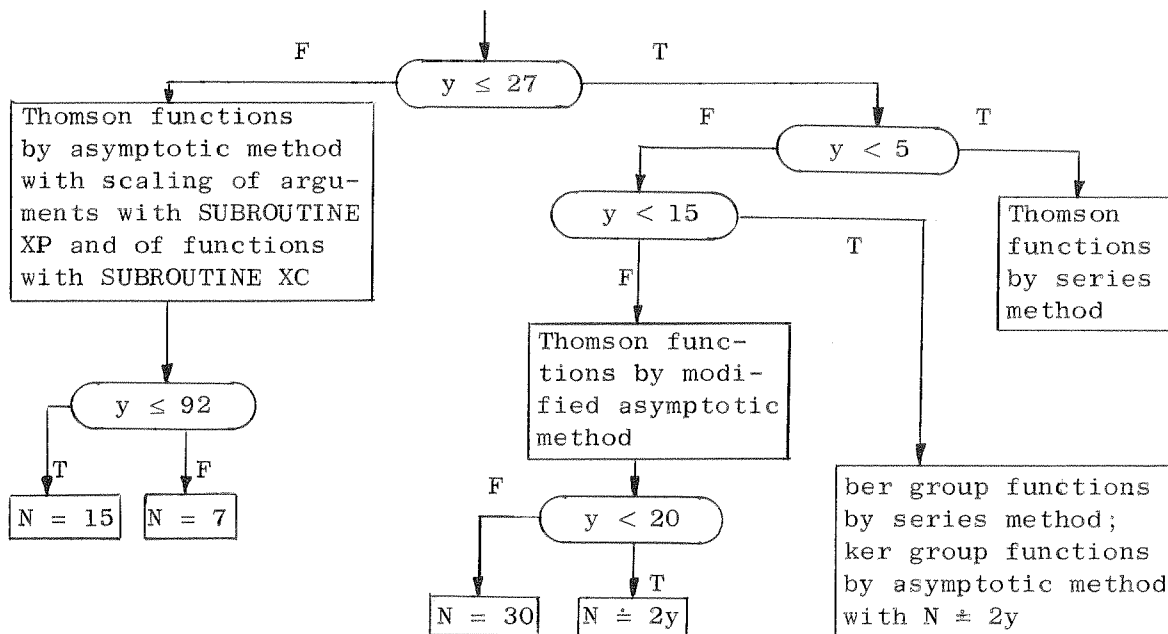 F
T
y ≤ 27
Thomson functions
by asymptotic method
with scaling of argu-
ments with SUBROUTINE
XP and of functions
with SUBROUTINE XC
F
T
y < 5
y < 15
Thomson
functions
by series
method
T
F
Thomson func-
tions by modi-
fied asymptotic
method
y ≤ 92
T
F
N = 15
N = 7
F
y < 20
T
N = 30
N ≐ 2y
ber group functions
by series method;
ker group functions
by asymptotic method
with N ≐ 2y